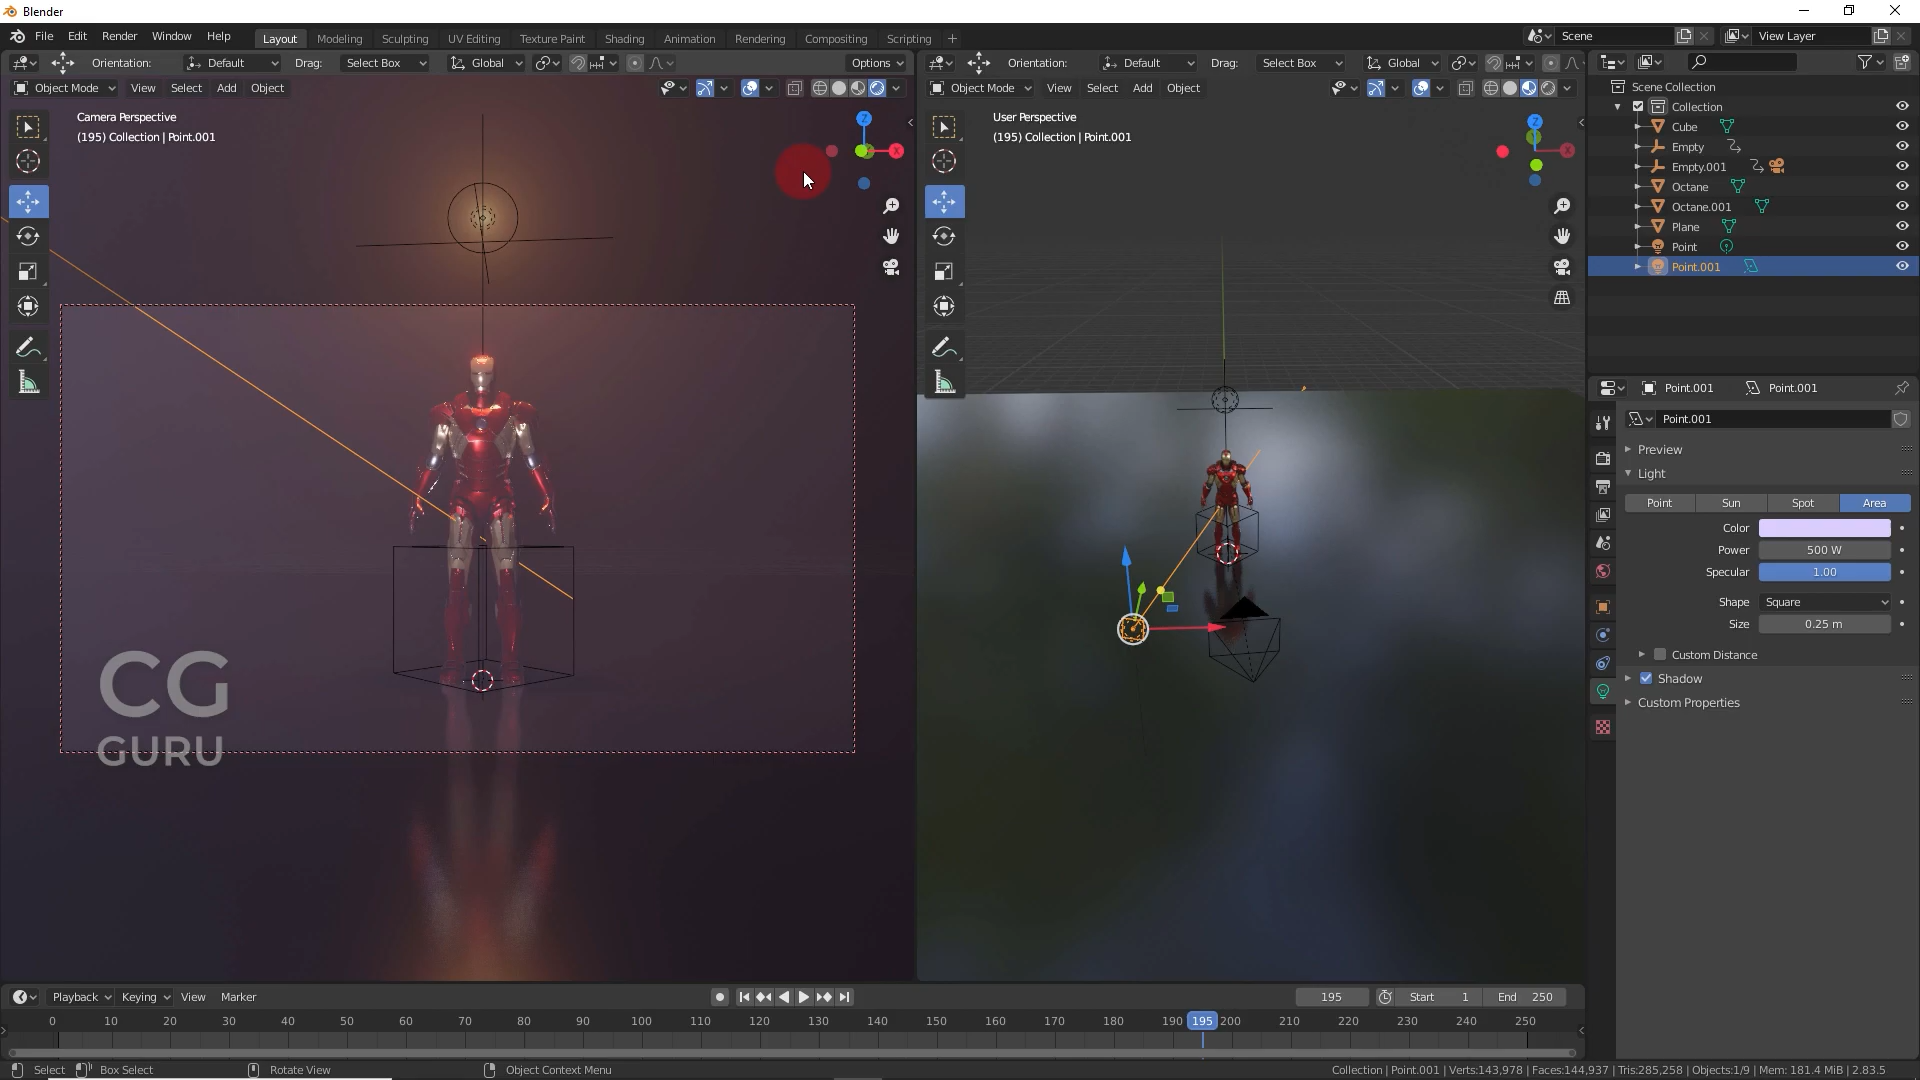 Blender
File Edit Render Window Help
Layout Modeling Sculpting UV Editing Texture Paint Shading Animation Rendering Compositing Scripting +
Scene
View Layer
Orientation: Default Drag: Select Box Global Options
Orientation: Default Drag: Select Box Global
Object Mode View Select Add Object
Object Mode View Select Add Object
Camera Perspective
(195) Collection | Point.001
User Perspective
(195) Collection | Point.001
Z
X
Z
X
CG
GURU
Scene Collection
Collection
Cube
Empty
Empty.001
Octane
Octane.001
Plane
Point
Point.001
Point.001 Point.001
Point.001
Preview
Light
Point Sun Spot Area
Color
Power 500 W
Specular 1.00
Shape Square
Size 0.25 m
Custom Distance
Shadow
Custom Properties
Playback Keying View Marker
195 Start 1 End 250
0 10 20 30 40 50 60 70 80 90 100 110 120 130 140 150 160 170 180 190 195 200 210 220 230 240 250
Select Box Select Rotate View Object Context Menu
Collection | Point.001 | Verts:143,978 | Faces:144,937 | Tris:285,258 | Objects:1/9 | Mem: 181.4 MiB | 2.83.5